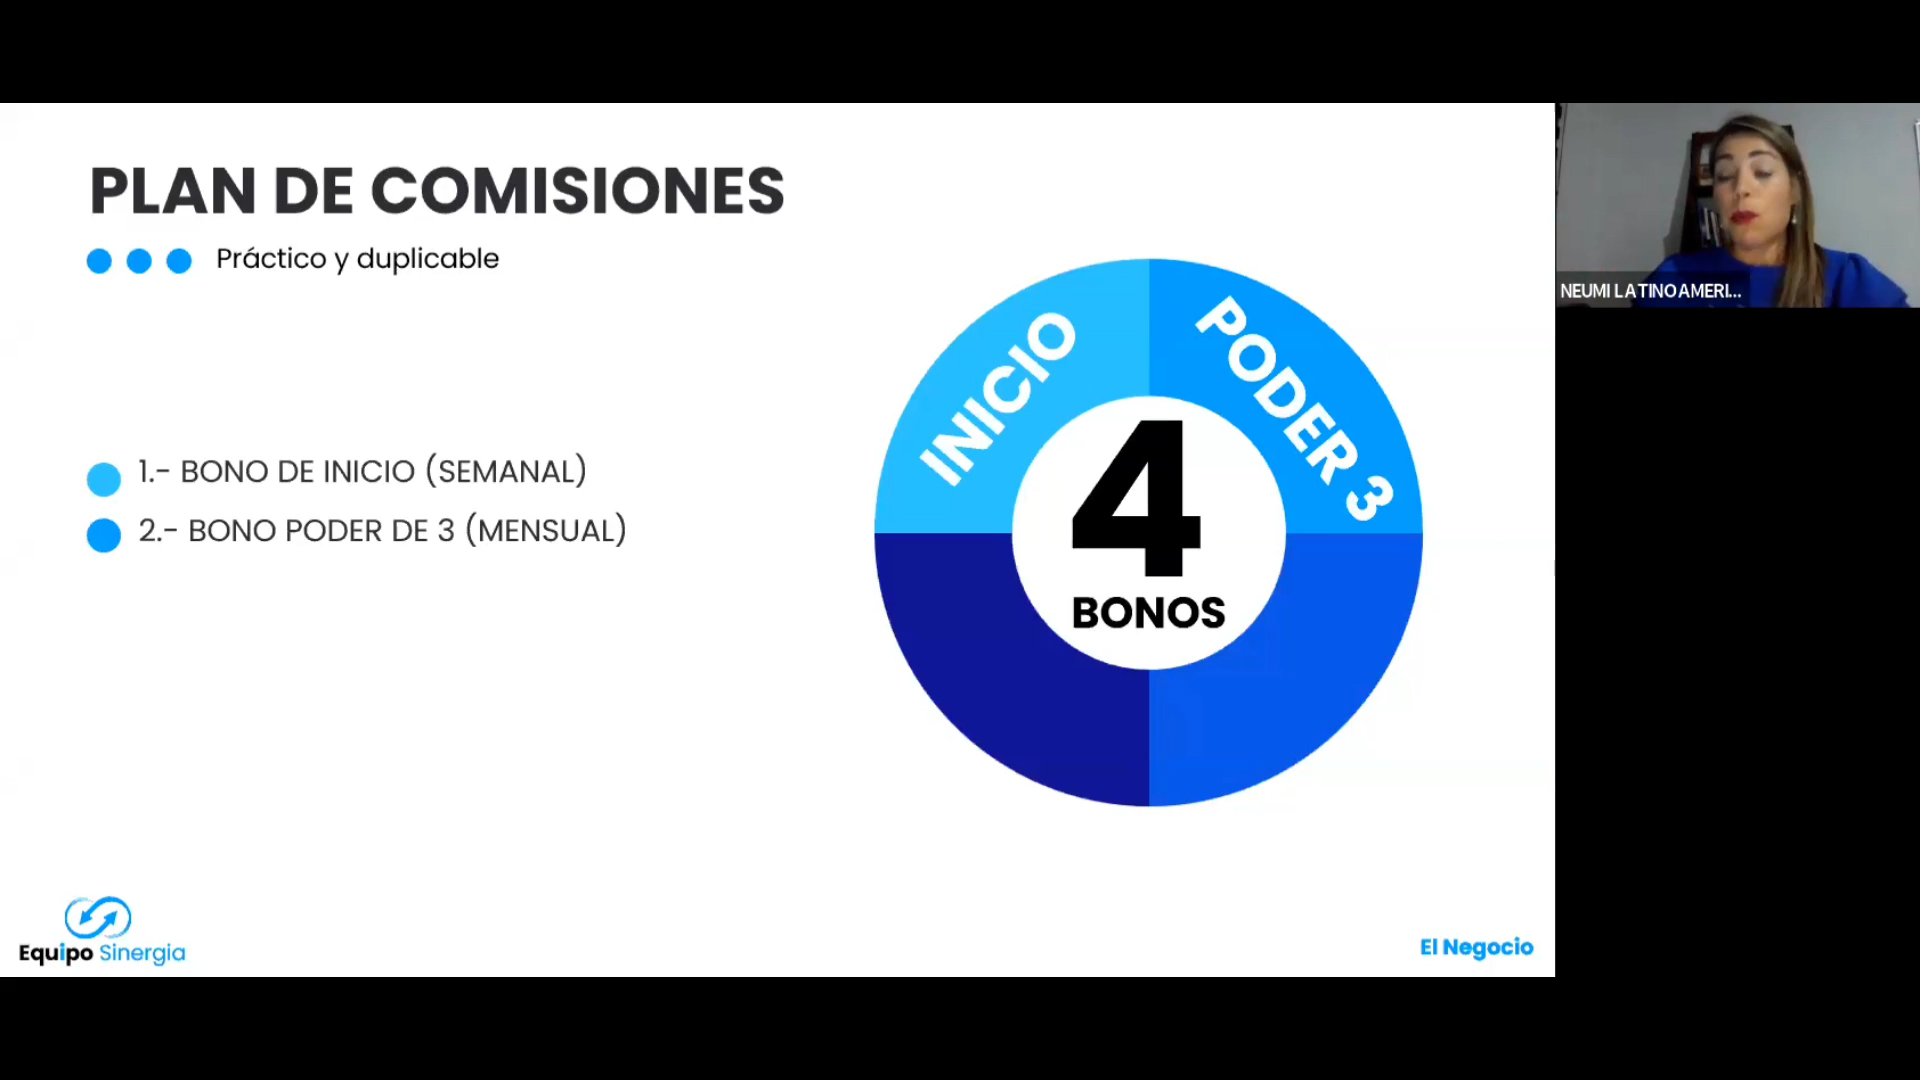 PLAN DE COMISIONES
Práctico y duplicable
1.- BONO DE INICIO (SEMANAL)
2.- BONO PODER DE 3 (MENSUAL)
INICIO
PODER 3
4
BONOS
NEUMI LATINOAMERI...
Equipo Sinergia
El Negocio